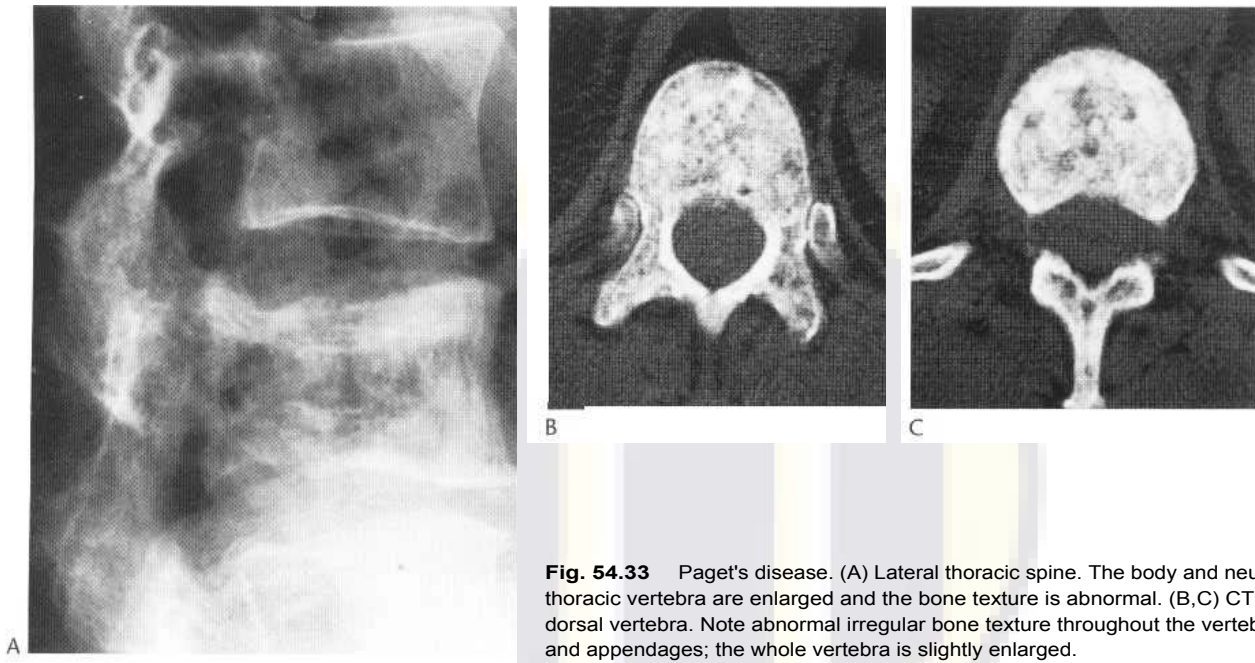 A
B
C
Fig. 54.33 Paget's disease. (A) Lateral thoracic spine. The body and
thoracic vertebra are enlarged and the bone texture is abnormal. (B,C) CT
dorsal vertebra. Note abnormal irregular bone texture throughout the
and appendages; the whole vertebra is slightly enlarged.